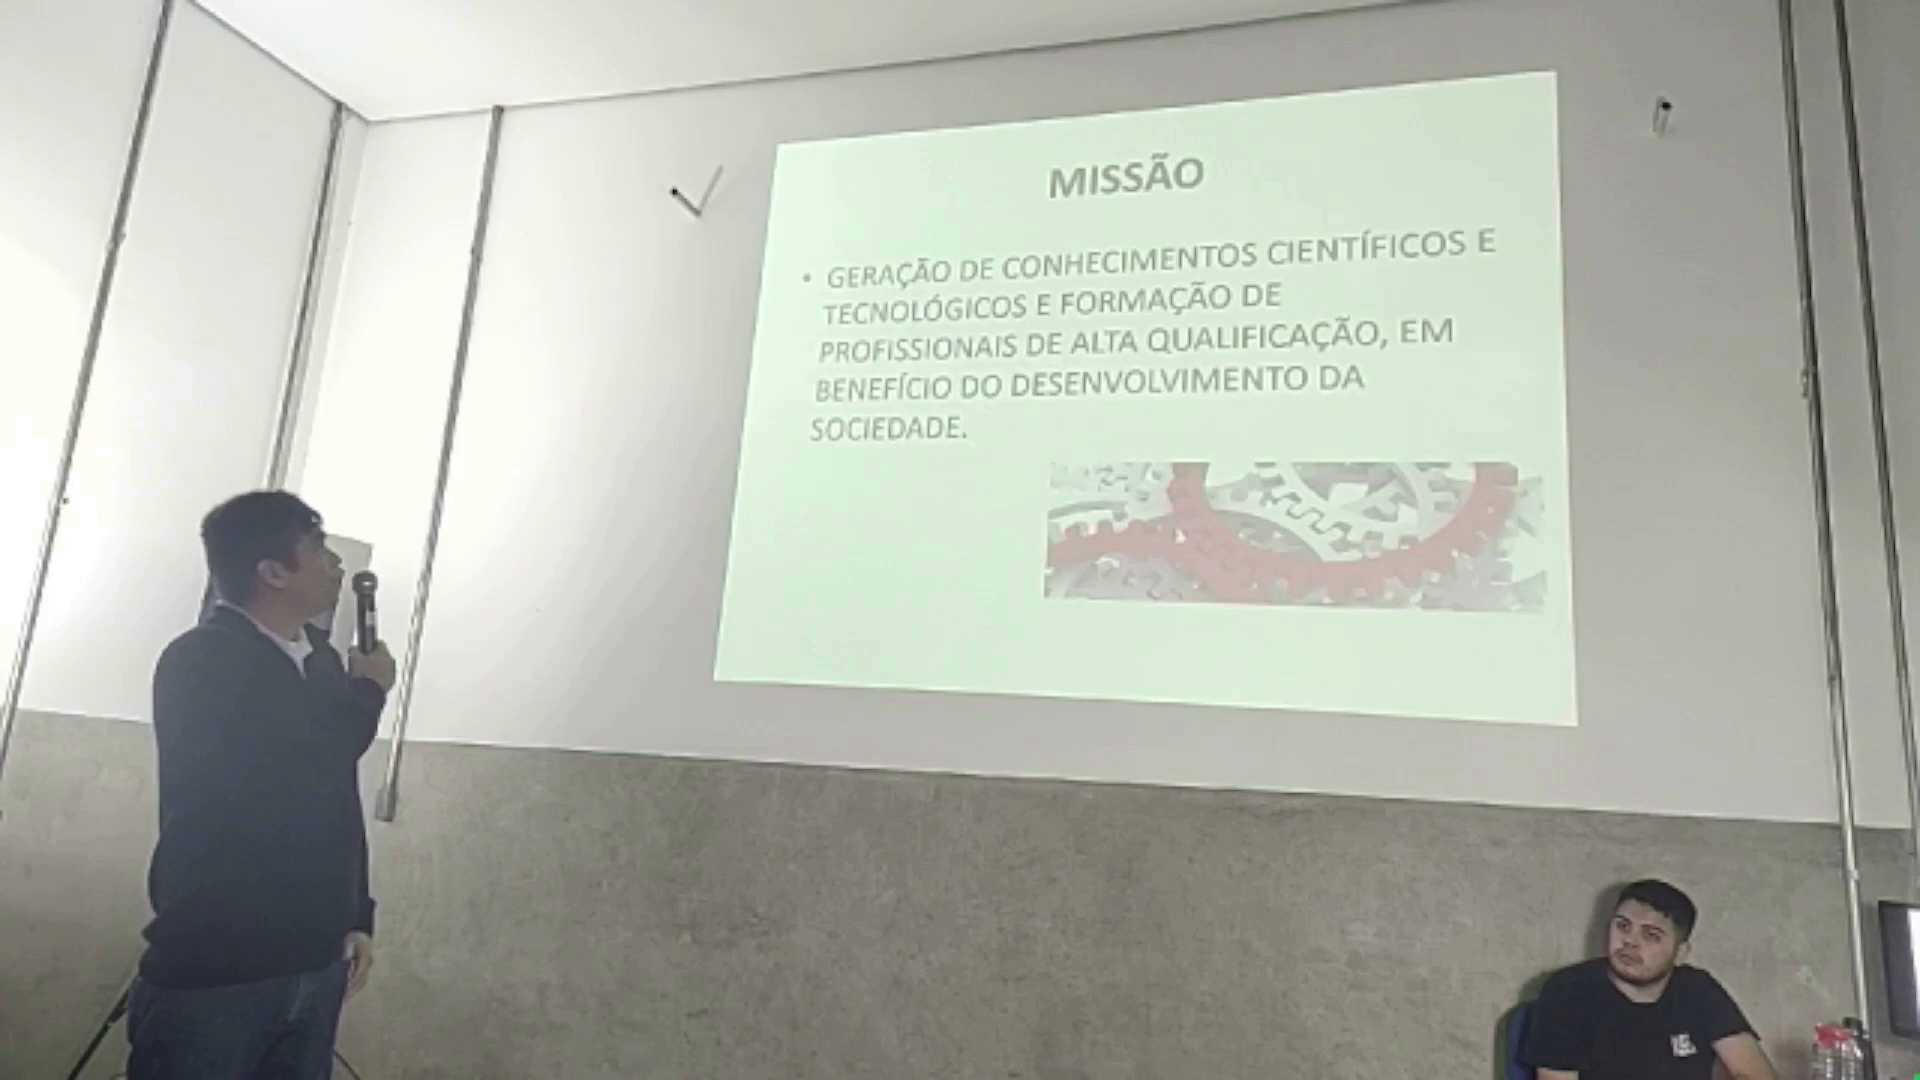 MISSÃO
• GERAÇÃO DE CONHECIMENTOS CIENTÍFICOS E
TECNOLÓGICOS E FORMAÇÃO DE
PROFISSIONAIS DE ALTA QUALIFICAÇÃO, EM
BENEFÍCIO DO DESENVOLVIMENTO DA
SOCIEDADE.